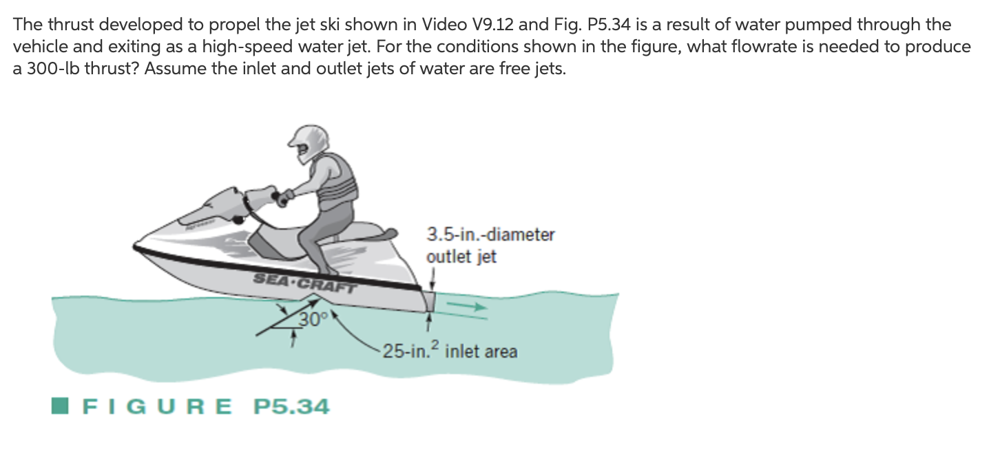 The thrust developed to propel the jet ski shown in Video V9.12 and Fig. P5.34 is a result of water pumped through the
vehicle and exiting as a high-speed water jet. For the conditions shown in the figure, what flowrate is needed to produce
a 300-lb thrust? Assume the inlet and outlet jets of water are free jets.
3.5-in.-diameter
outlet jet
SEA•CRAFT
30°
25-in.² inlet area
FIGURE P5.34